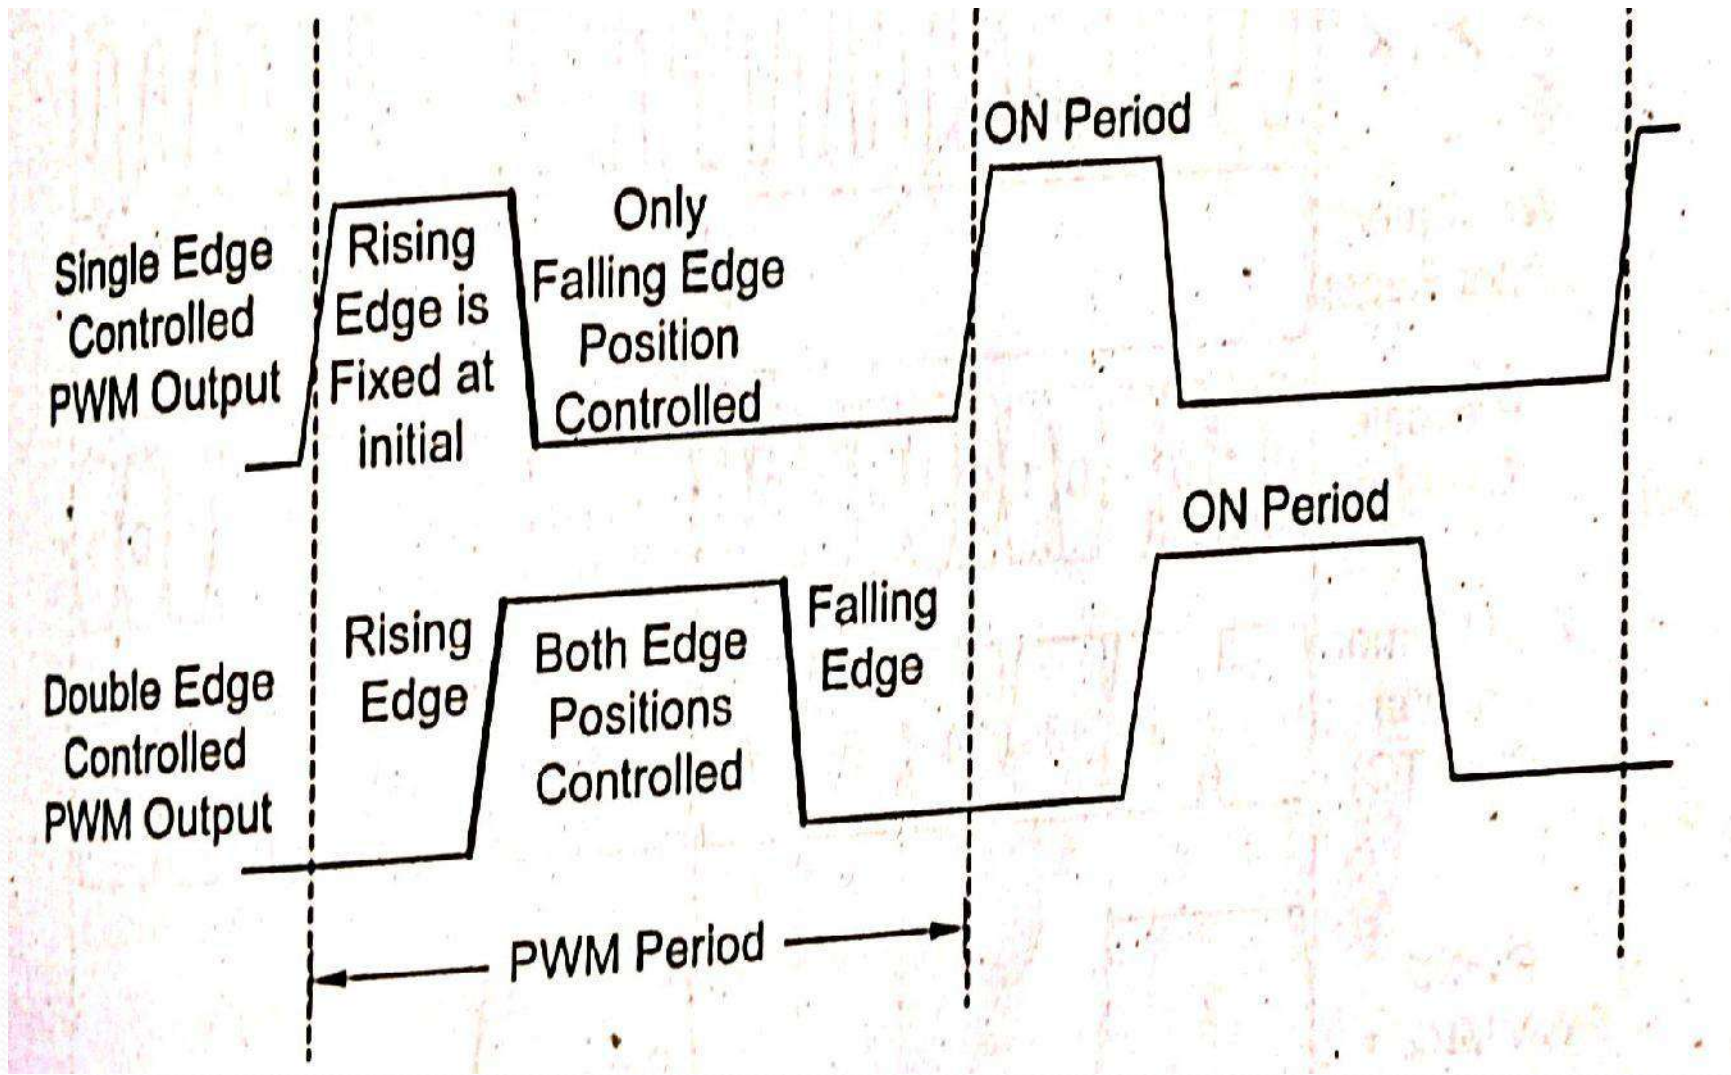 ON Period
Single Edge
Controlled
PWM Output
Rising
Edge is
Fixed at
initial
Only
Falling Edge
Position
Controlled
ON Period
Double Edge
Controlled
PWM Output
Rising
Edge
Both Edge
Positions
Controlled
Falling
Edge
PWM Period